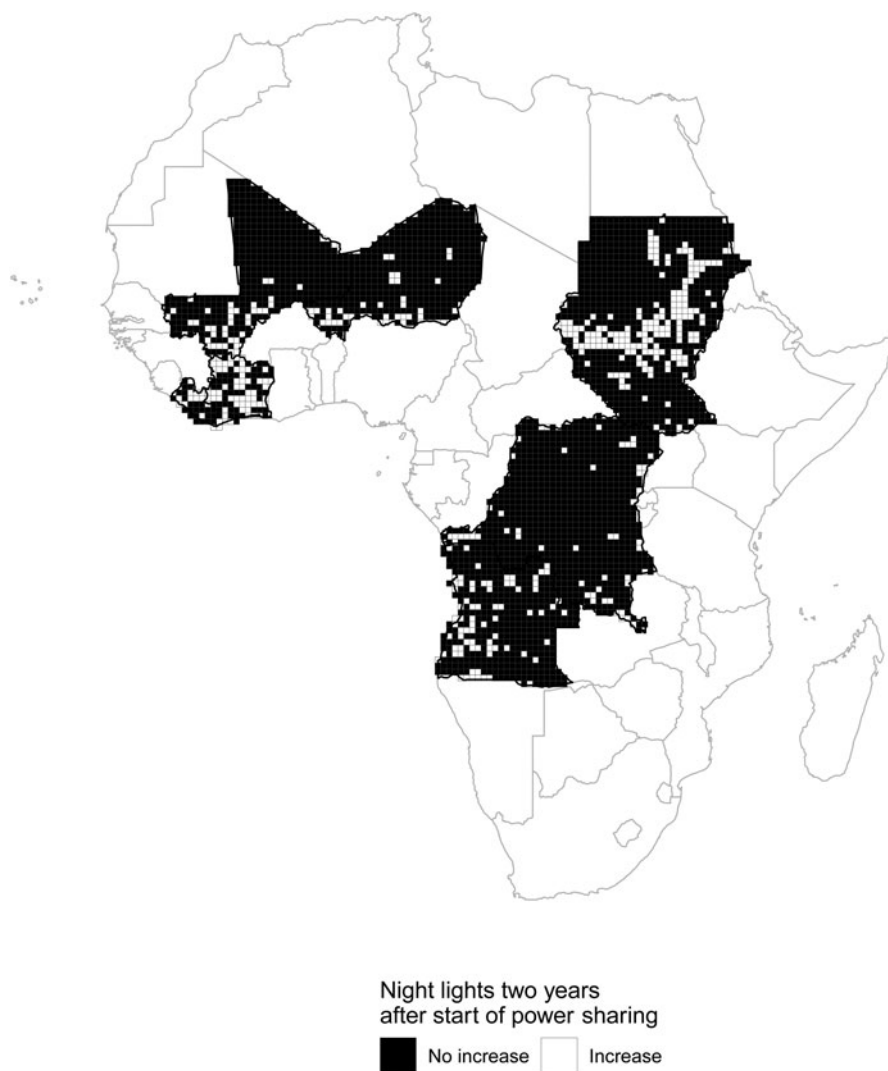 Night lights two years
after start of power sharing
No increase Increase